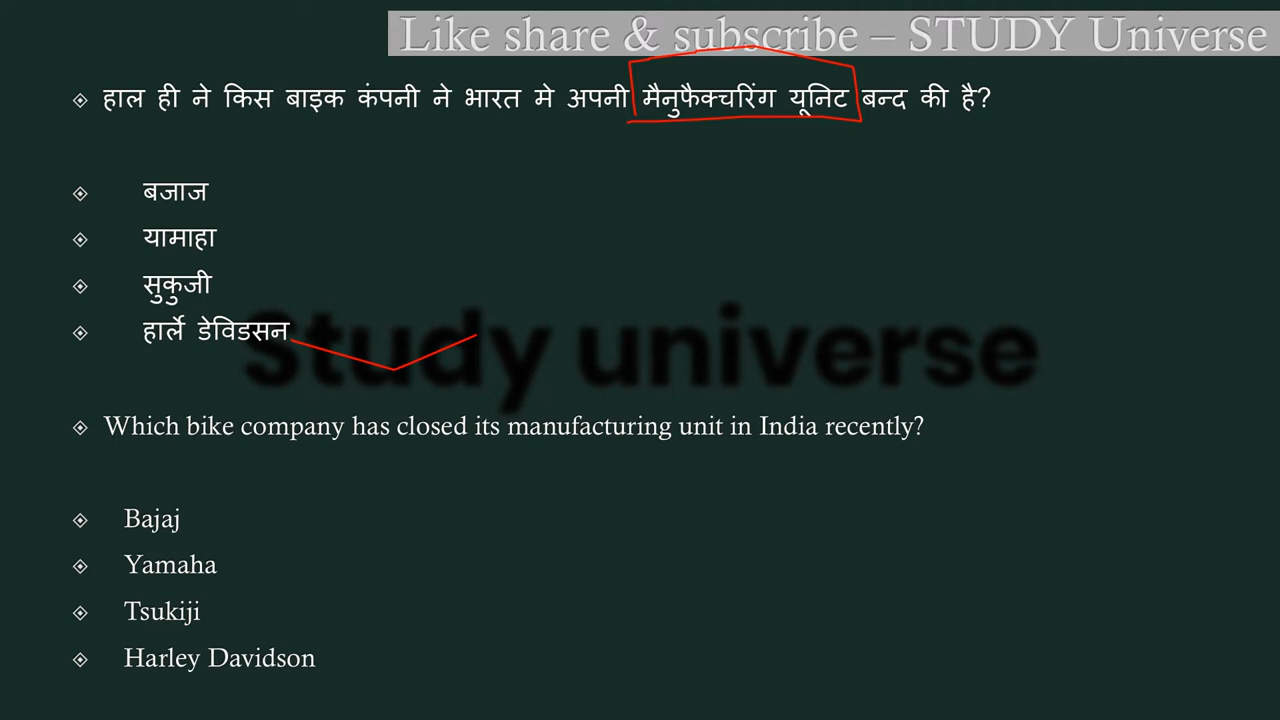 Like share & subscribe – STUDY Universe
हाल ही ने किस बाइक कंपनी ने भारत मे अपनी मैनुफैक्चरिंग यूनिट बन्द की है?
बजाज
यामाहा
सुकुजी
हार्ले डेविडसन
Study universe
Which bike company has closed its manufacturing unit in India recently?
Bajaj
Yamaha
Tsukiji
Harley Davidson